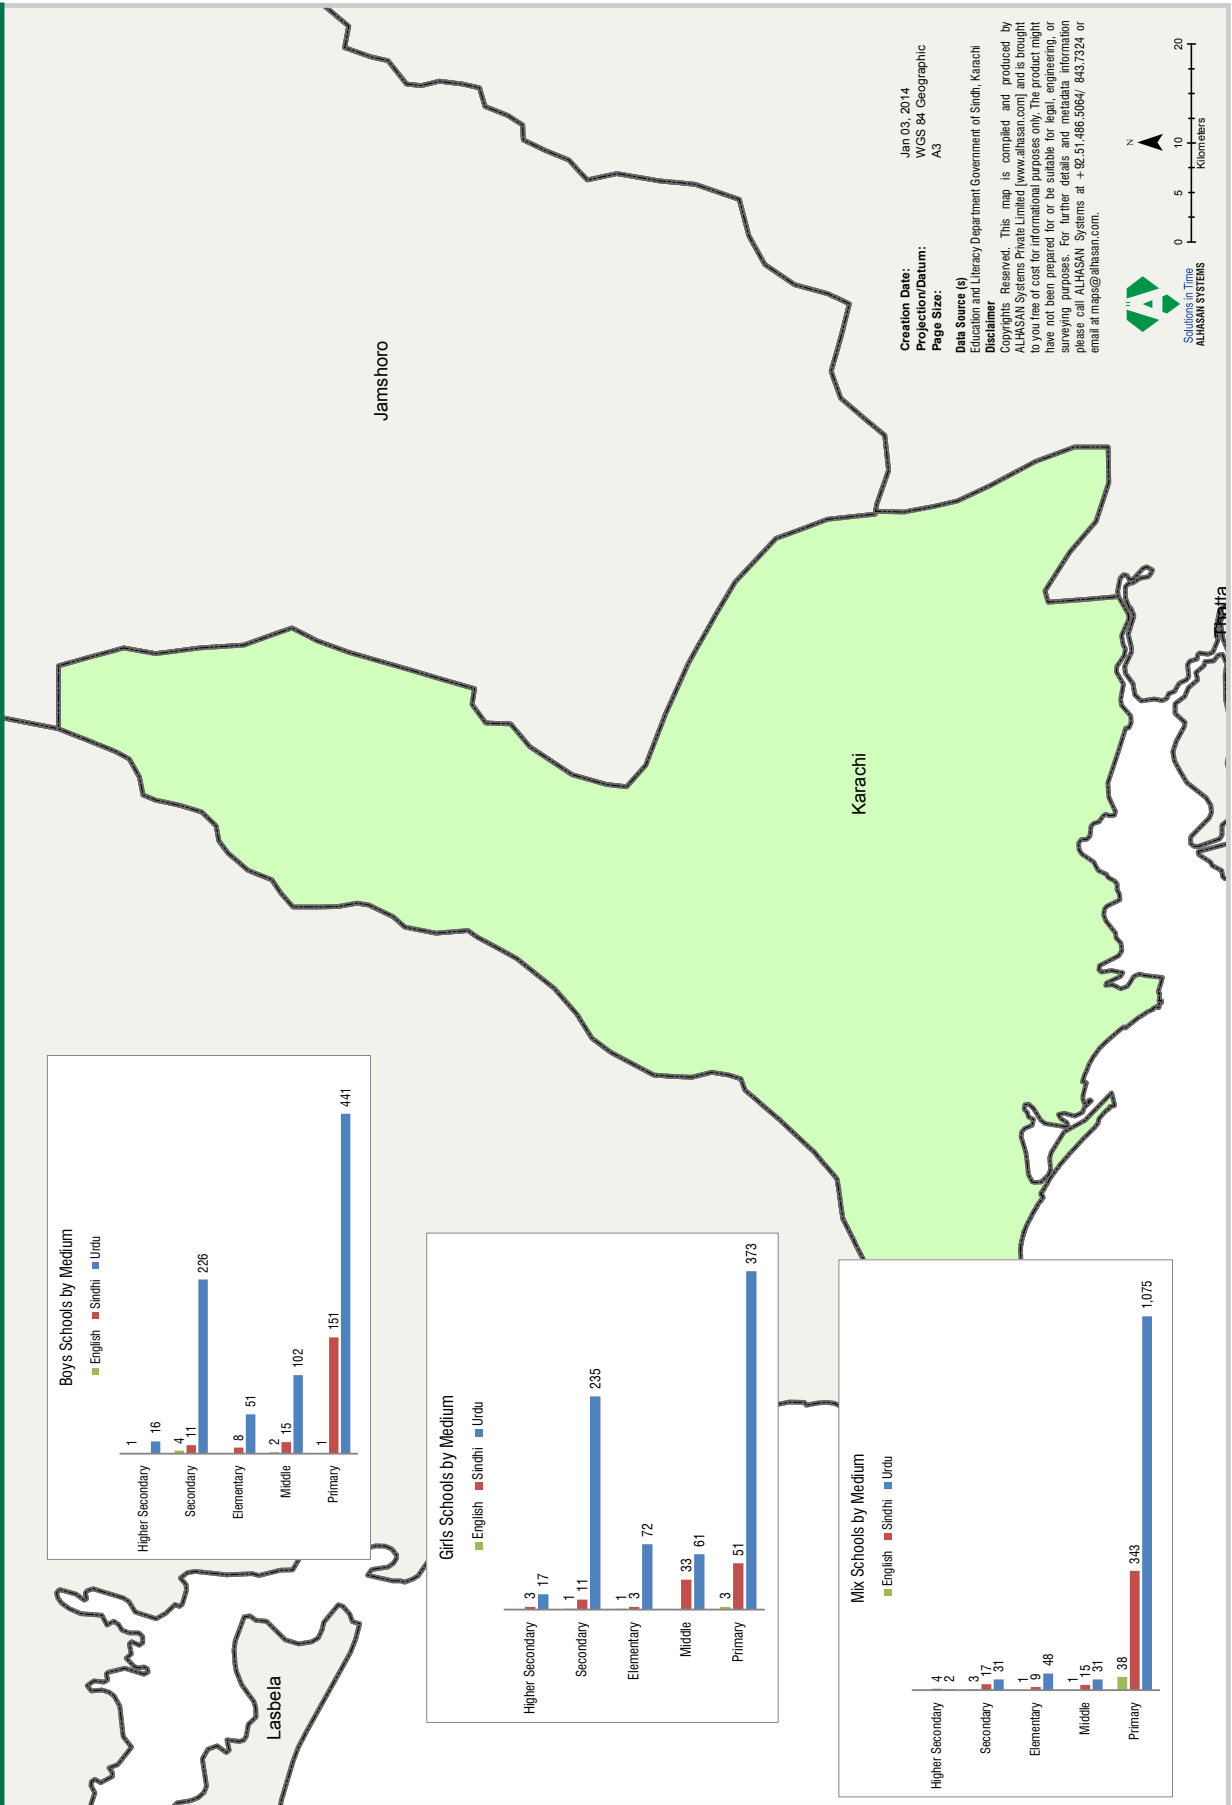 Boys Schools by Medium
English Sindhi Urdu
Higher Secondary 1 16
Secondary 4 11 226
Elementary 8 51
Middle 2 15 102
Primary 1 151 441
Girls Schools by Medium
English Sindhi Urdu
Higher Secondary 3 17
Secondary 1 11 235
Elementary 1 3 72
Middle 33 61
Primary 3 51 373
Mix Schools by Medium
English Sindhi Urdu
Higher Secondary 4 2
Secondary 3 17 31
Elementary 1 9 48
Middle 1 15 31
Primary 38 343 1,075
Lasbela
Jamshoro
Karachi
Thatta
Creation Date: Jan 03, 2014
Projection/Datum: WGS 84 Geographic
Page Size: A3
Data Source (s)
Education and Literacy Department Government of Sindh, Karachi
Disclaimer
Copyrights Reserved. This map is compiled and produced by
ALHASAN Systems Private Limited [www.alhasan.com] and is brought
to you free of cost for informational purposes only. The product might
have not been prepared for or be suitable for legal, engineering, or
surveying purposes. For further details and metadata information
please call ALHASAN Systems at +92.51.486.5064/ 843.7324 or
email at maps@alhasan.com.
Solutions in Time
ALHASAN SYSTEMS
N
0 5 10 20
Kilometers